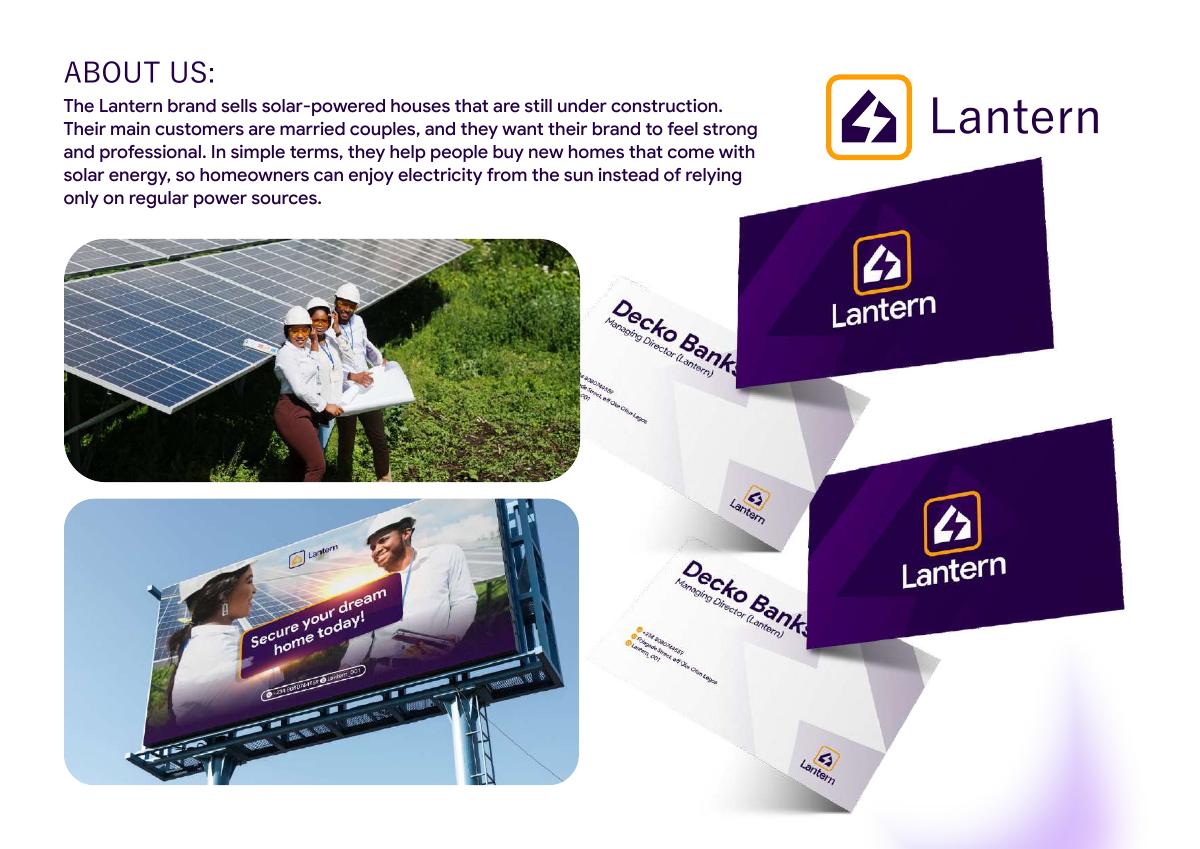 ABOUT US:
The Lantern brand sells solar-powered houses that are still under construction.
Their main customers are married couples, and they want their brand to feel strong
and professional. In simple terms, they help people buy new homes that come with
solar energy, so homeowners can enjoy electricity from the sun instead of relying
only on regular power sources.
Lantern
Lantern
Decko Banks
Managing Director (Lantern)
Lantern
Lantern
Decko Banks
Managing Director (Lantern)
Lantern_001
Lantern
Lantern
Secure your dream
home today!
Lantern_001